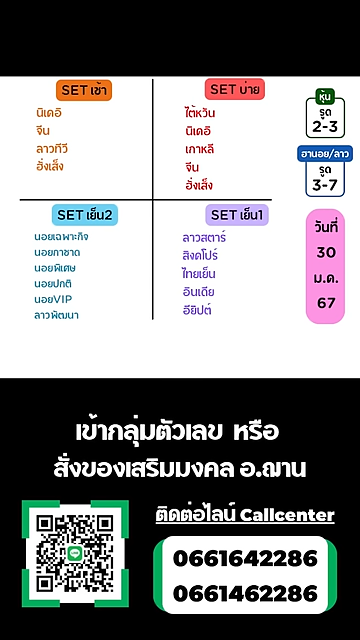 SET เช้า
นิเคอิ
จีน
ลาวทีวี
ฮั่งเส็ง
SET บ่าย
ไต้หวัน
นิเคอิ
เกาหลี
จีน
ฮั่งเส็ง
หุ้น
รูด
2-3
ฮานอย/ลาว
รูด
3-7
SET เย็น2
นอยเฉพาะกิจ
นอยกาชาด
นอยพิเศษ
นอยปกติ
นอยVIP
ลาวพัฒนา
SET เย็น1
ลาวสตาร์
สิงคโปร์
ไทยเย็น
อินเดีย
อียิปต์
วันที่
30
ม.ค.
67
เข้ากลุ่มตัวเลข หรือ
สั่งของเสริมมงคล อ.ฌาน
ติดต่อไลน์ Callcenter
0661642286
0661462286